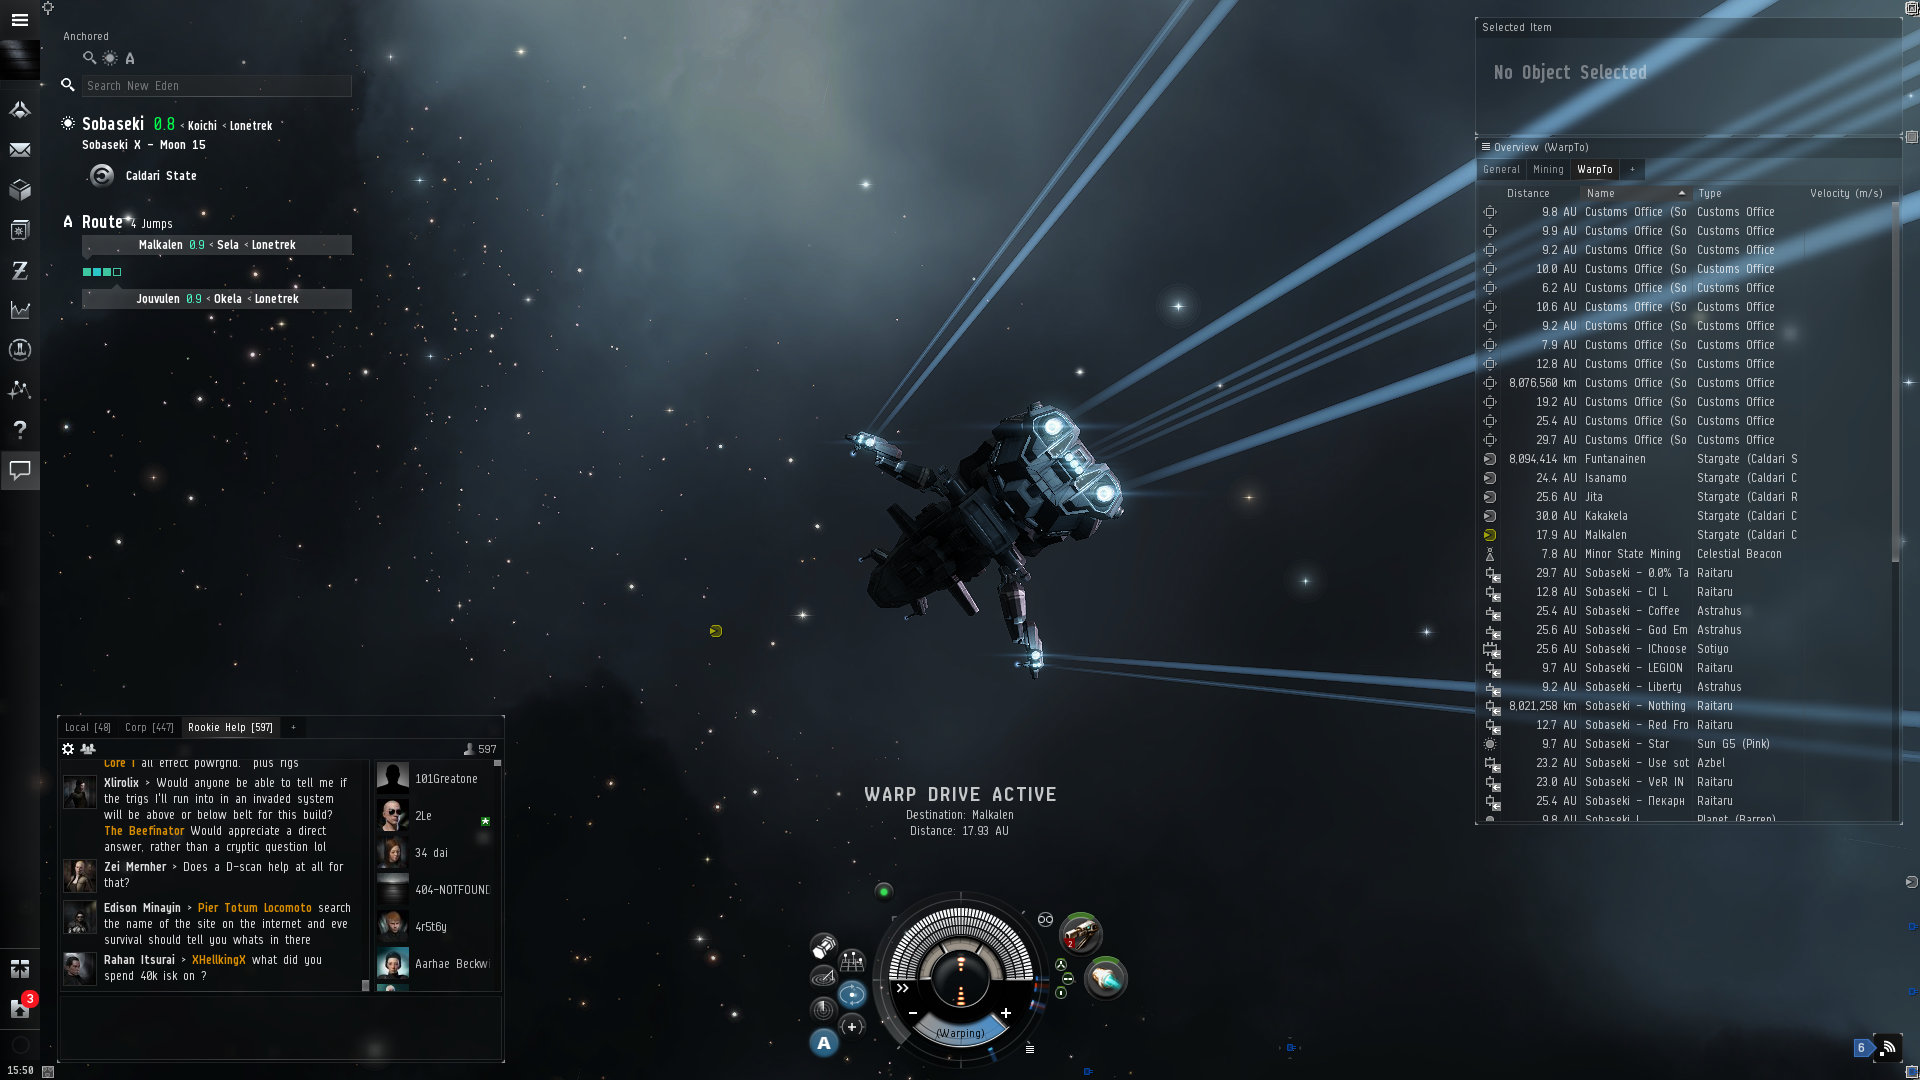 Anchored
A
Search New Eden
Sobaseki 0.8 < Koichi < Lonetrek
Sobaseki X - Moon 15
Caldari State
A Route 4 Jumps
Malkalen 0.9 < Sela < Lonetrek
Jouvulen 0.9 < Okela < Lonetrek
Selected Item
No Object Selected
Overview (WarpTo)
General Mining WarpTo +
Distance Name Type Velocity (m/s)
9.8 AU Customs Office (So Customs Office
9.9 AU Customs Office (So Customs Office
9.2 AU Customs Office (So Customs Office
10.0 AU Customs Office (So Customs Office
6.2 AU Customs Office (So Customs Office
10.6 AU Customs Office (So Customs Office
9.2 AU Customs Office (So Customs Office
7.9 AU Customs Office (So Customs Office
12.8 AU Customs Office (So Customs Office
8,076,560 km Customs Office (So Customs Office
19.2 AU Customs Office (So Customs Office
25.4 AU Customs Office (So Customs Office
29.7 AU Customs Office (So Customs Office
8,094,414 km Funtanainen Stargate (Caldari S
24.4 AU Isanamo Stargate (Caldari C
25.6 AU Jita Stargate (Caldari R
30.0 AU Kakakela Stargate (Caldari C
17.9 AU Malkalen Stargate (Caldari C
7.8 AU Minor State Mining Celestial Beacon
29.7 AU Sobaseki - 0.0% Ta Raitaru
12.8 AU Sobaseki - CI L Raitaru
25.4 AU Sobaseki - Coffee Astrahus
25.6 AU Sobaseki - God Em Astrahus
25.6 AU Sobaseki - IChoose Sotiyo
9.7 AU Sobaseki - LEGION Raitaru
9.2 AU Sobaseki - Liberty Astrahus
8,021,258 km Sobaseki - Nothing Raitaru
12.7 AU Sobaseki - Red Fro Raitaru
9.7 AU Sobaseki - Star Sun G5 (Pink)
23.2 AU Sobaseki - Use sot Azbel
23.0 AU Sobaseki - VeR IN Raitaru
25.4 AU Sobaseki - Пекарн Raitaru
9.8 AU Sobaseki I Planet (Barren)
Local [48] Corp [447] Rookie Help [597] +
597
Core I all effect powrgrid. plus rigs
Xlirolix > Would anyone be able to tell me if
the trigs I'll run into in an invaded system
will be above or below belt for this build?
The Beefinator Would appreciate a direct
answer, rather than a cryptic question lol
Zei Mernher > Does a D-scan help at all for
that?
Edison Minayin > Pier Totum Locomoto search
the name of the site on the internet and eve
survival should tell you whats in there
Rahan Itsurai > XHellkingX what did you
spend 40k isk on ?
101Greatone
2Le
34 dai
404-NOTFOUND
4r5t6y
Aarhae Beckwi
WARP DRIVE ACTIVE
Destination: Malkalen
Distance: 17.93 AU
2
(Warping)
A
3
6
15:50